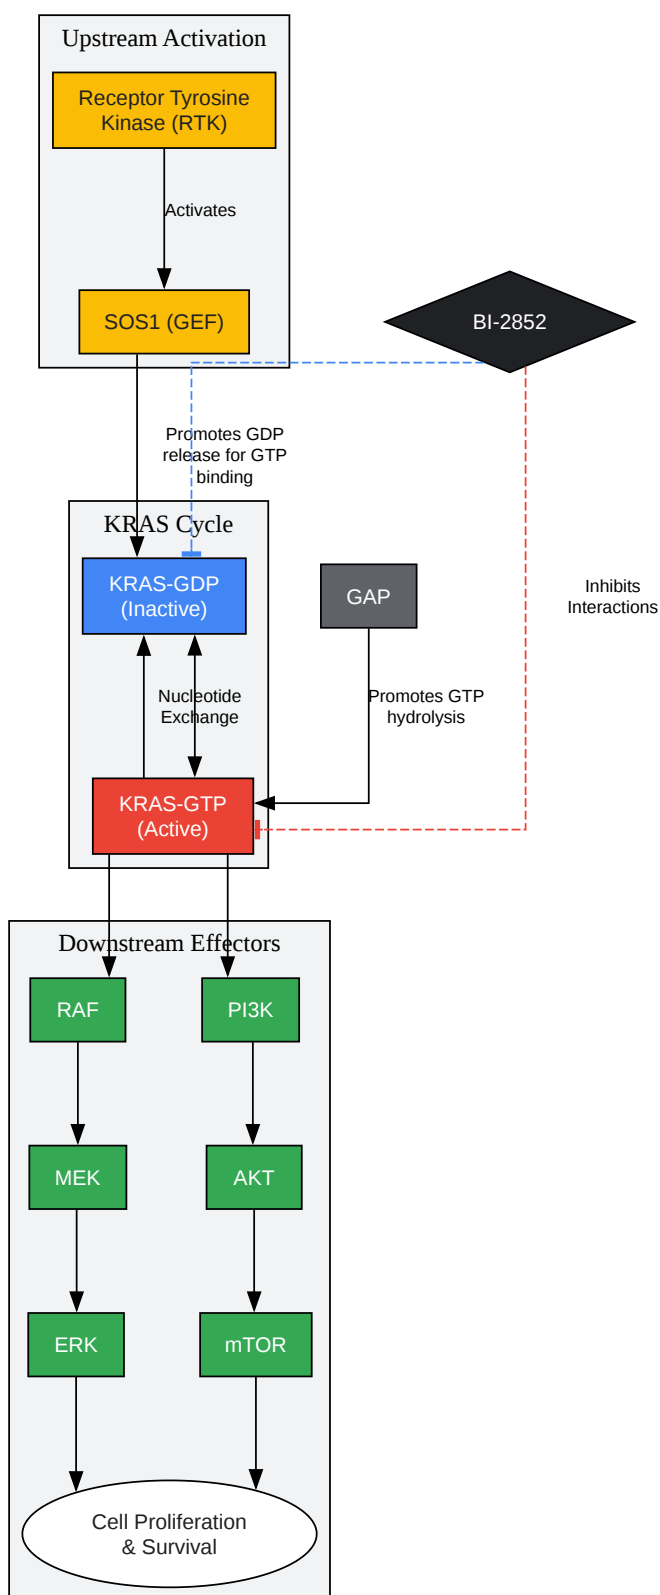 Upstream Activation
Receptor Tyrosine
Kinase (RTK)
Activates
SOS1 (GEF)
BI-2852
Promotes GDP
release for GTP
binding
KRAS Cycle
KRAS-GDP
(Inactive)
GAP
Inhibits
Interactions
Nucleotide
Exchange
Promotes GTP
hydrolysis
KRAS-GTP
(Active)
Downstream Effectors
RAF
PI3K
MEK
AKT
ERK
mTOR
Cell Proliferation
& Survival